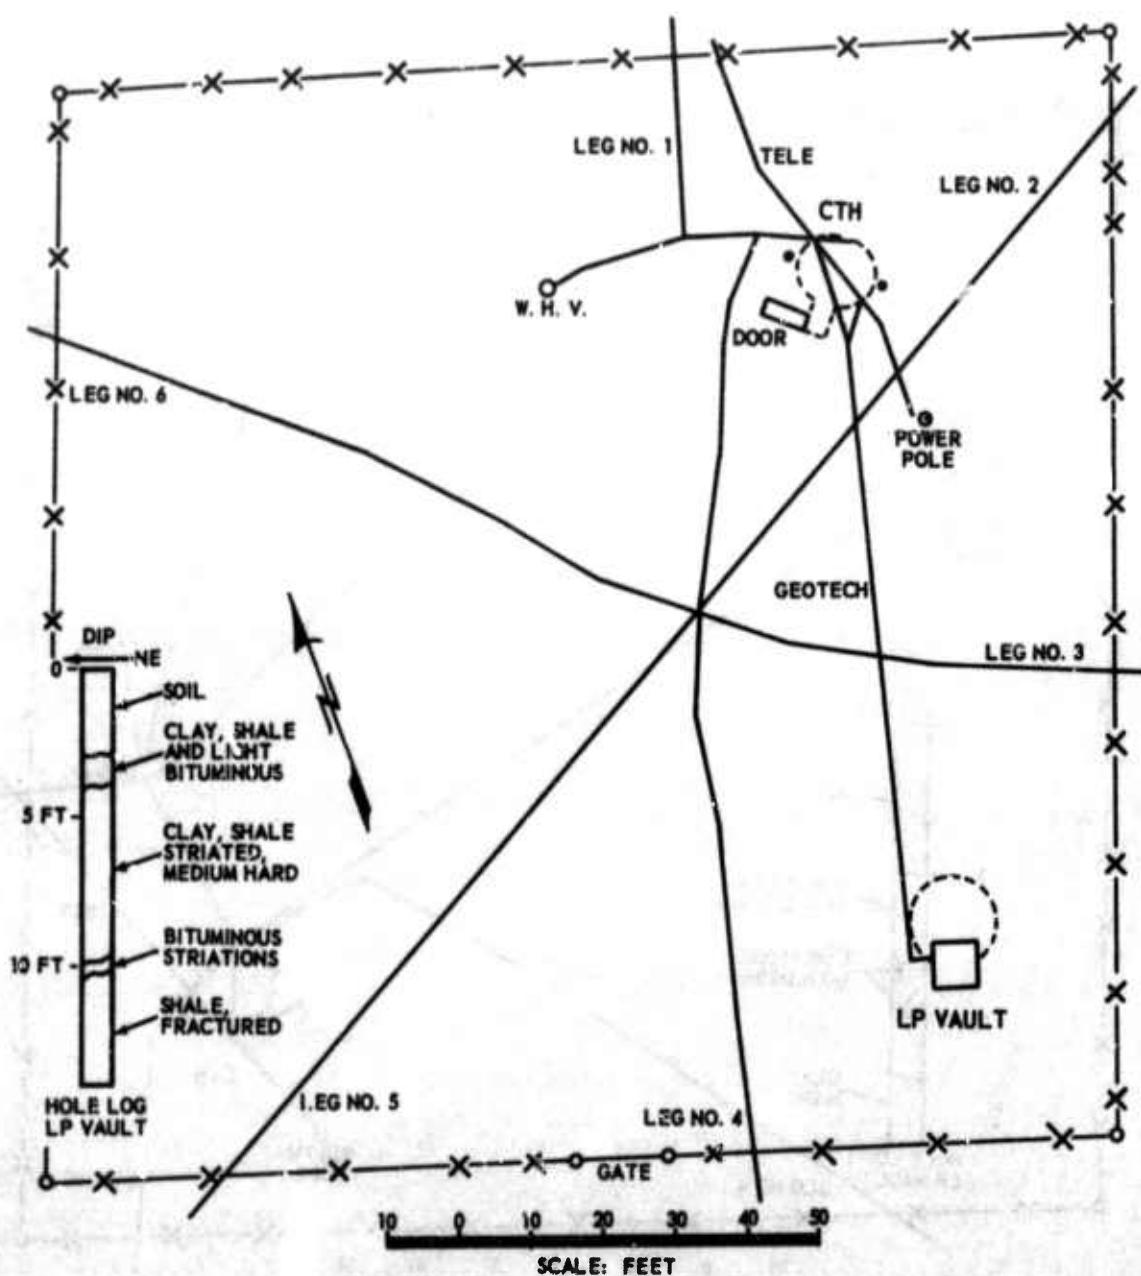 LEG NO. 1
TELE
LEG NO. 2
CTH
W. H. V.
DOOR
LEG NO. 6
POWER
POLE
GEOTECH
DIP
NE
0
LEG NO. 3
SOIL
CLAY, SHALE
AND LIGHT
BITUMINOUS
5 FT
CLAY, SHALE
STRIATED,
MEDIUM HARD
BITUMINOUS
STRIATIONS
10 FT
SHALE,
FRACTURED
LP VAULT
HOLE LOG
LP VAULT
LEG NO. 5
LEG NO. 4
GATE
10 0 10 20 30 40 50
SCALE: FEET